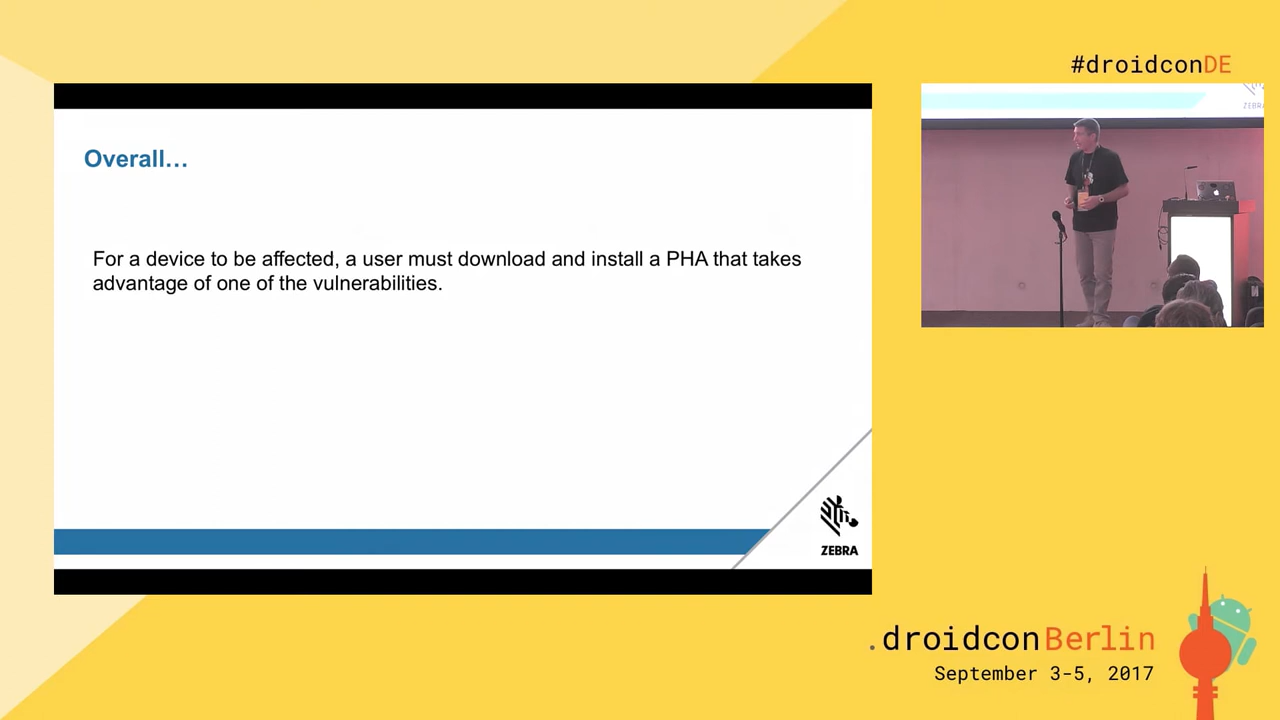 #droidconDE
Overall...
For a device to be affected, a user must download and install a PHA that takes
advantage of one of the vulnerabilities.
ZEBRA
.droidconBerlin
September 3-5, 2017